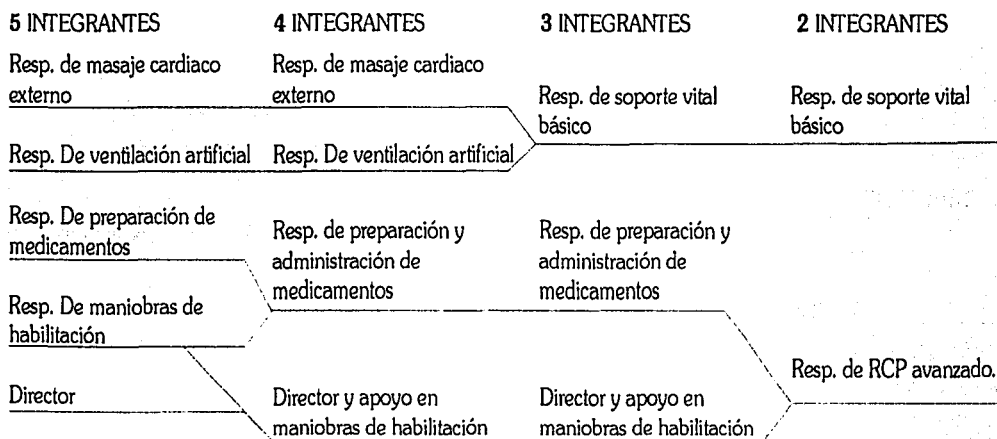 5 INTEGRANTES
4 INTEGRANTES
3 INTEGRANTES
2 INTEGRANTES
Resp. de masaje cardiaco
externo
Resp. de masaje cardiaco
externo
Resp. de soporte vital
básico
Resp. de soporte vital
básico
Resp. De ventilación artificial
Resp. De ventilación artificial
Resp. De preparación de
medicamentos
Resp. de preparación y
administración de
medicamentos
Resp. de preparación y
administración de
medicamentos
Resp. De maniobras de
habilitación
Resp. de RCP avanzado.
Director
Director y apoyo en
maniobras de habilitación
Director y apoyo en
maniobras de habilitación